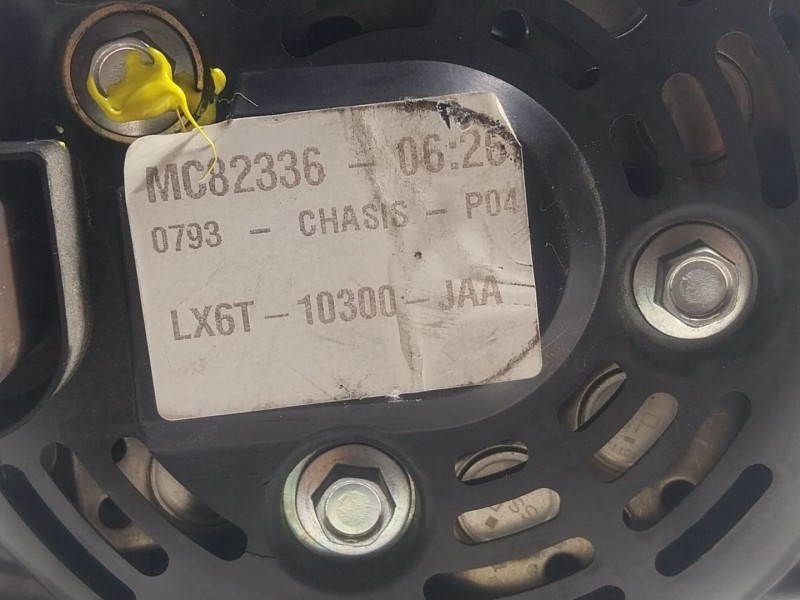 MC82336 - 06:26
0793 - CHASIS - P04
LX6T - 10300 - JAA